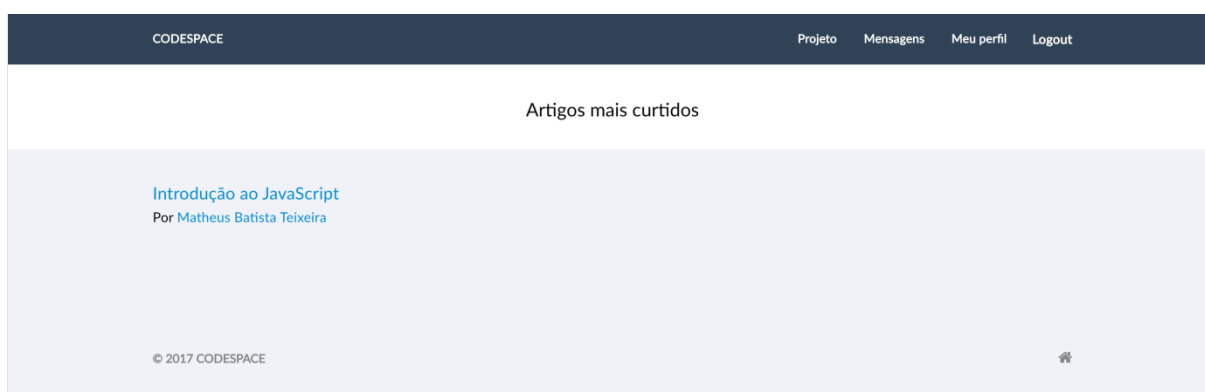 CODESPACE Projeto Mensagens Meu perfil Logout
Artigos mais curtidos
Introdução ao JavaScript
Por Matheus Batista Teixeira
© 2017 CODESPACE